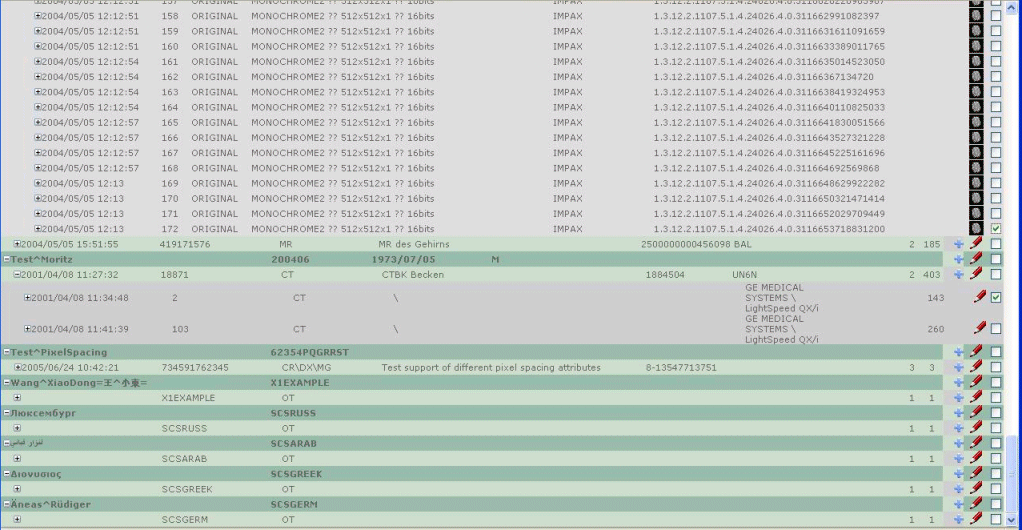 2004/05/05 12:12:51 158 ORIGINAL MONOCHROME2 ?? 512x512x1 ?? 16bits IMPAX 1.3.12.2.1107.5.1.4.24026.4.0.311662991082397
2004/05/05 12:12:51 159 ORIGINAL MONOCHROME2 ?? 512x512x1 ?? 16bits IMPAX 1.3.12.2.1107.5.1.4.24026.4.0.3116631611091659
2004/05/05 12:12:51 160 ORIGINAL MONOCHROME2 ?? 512x512x1 ?? 16bits IMPAX 1.3.12.2.1107.5.1.4.24026.4.0.3116633389011765
2004/05/05 12:12:54 161 ORIGINAL MONOCHROME2 ?? 512x512x1 ?? 16bits IMPAX 1.3.12.2.1107.5.1.4.24026.4.0.3116635014523050
2004/05/05 12:12:54 162 ORIGINAL MONOCHROME2 ?? 512x512x1 ?? 16bits IMPAX 1.3.12.2.1107.5.1.4.24026.4.0.31166367134720
2004/05/05 12:12:54 163 ORIGINAL MONOCHROME2 ?? 512x512x1 ?? 16bits IMPAX 1.3.12.2.1107.5.1.4.24026.4.0.3116638419324953
2004/05/05 12:12:54 164 ORIGINAL MONOCHROME2 ?? 512x512x1 ?? 16bits IMPAX 1.3.12.2.1107.5.1.4.24026.4.0.3116640110825033
2004/05/05 12:12:57 165 ORIGINAL MONOCHROME2 ?? 512x512x1 ?? 16bits IMPAX 1.3.12.2.1107.5.1.4.24026.4.0.3116641830051566
2004/05/05 12:12:57 166 ORIGINAL MONOCHROME2 ?? 512x512x1 ?? 16bits IMPAX 1.3.12.2.1107.5.1.4.24026.4.0.3116643527321228
2004/05/05 12:12:57 167 ORIGINAL MONOCHROME2 ?? 512x512x1 ?? 16bits IMPAX 1.3.12.2.1107.5.1.4.24026.4.0.3116645225161696
2004/05/05 12:12:57 168 ORIGINAL MONOCHROME2 ?? 512x512x1 ?? 16bits IMPAX 1.3.12.2.1107.5.1.4.24026.4.0.311664692569868
2004/05/05 12:13 169 ORIGINAL MONOCHROME2 ?? 512x512x1 ?? 16bits IMPAX 1.3.12.2.1107.5.1.4.24026.4.0.3116648629922282
2004/05/05 12:13 170 ORIGINAL MONOCHROME2 ?? 512x512x1 ?? 16bits IMPAX 1.3.12.2.1107.5.1.4.24026.4.0.3116650321471414
2004/05/05 12:13 171 ORIGINAL MONOCHROME2 ?? 512x512x1 ?? 16bits IMPAX 1.3.12.2.1107.5.1.4.24026.4.0.3116652029709449
2004/05/05 12:13 172 ORIGINAL MONOCHROME2 ?? 512x512x1 ?? 16bits IMPAX 1.3.12.2.1107.5.1.4.24026.4.0.3116653718831200
2004/05/05 15:51:55 419171576 MR MR des Gehirns 2500000000456098 BAL 2 185
Test^Moritz 200406 1973/07/05 M
2001/04/08 11:27:32 18871 CT CTBK Becken 1884504 UN6N 2 403
GE MEDICAL
2001/04/08 11:34:48 2 CT \ SYSTEMS \ 143
LightSpeed QX/i
GE MEDICAL
2001/04/08 11:41:39 103 CT \ SYSTEMS \ 260
LightSpeed QX/i
Test^PixelSpacing 62354PQGRRST
2005/06/24 10:42:21 734591762345 CR\DX\MG Test support of different pixel spacing attributes 8-13547713751 3 3
Wang^XiaoDong=王^小東= X1EXAMPLE
X1EXAMPLE OT 1 1
Люксембург SCSRUSS
SCSRUSS OT 1 1
SCSARAB
SCSARAB OT 1 1
Διονυσιος SCSGREEK
SCSGREEK OT 1 1
Äneas^Rüdiger SCSGERM
SCSGERM OT 1 1